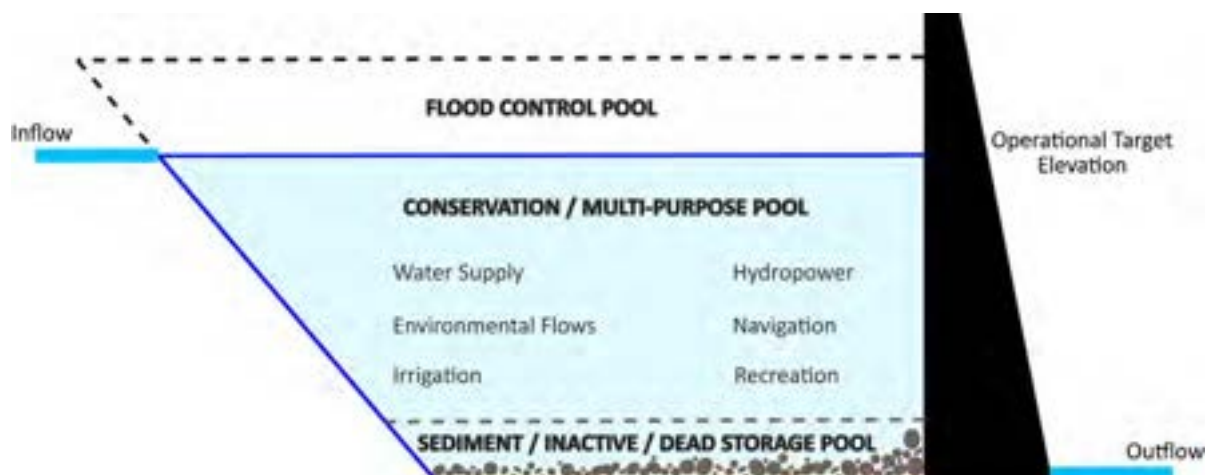 FLOOD CONTROL POOL
Inflow
Operational Target
Elevation
CONSERVATION / MULTI-PURPOSE POOL
Water Supply
Hydropower
Environmental Flows
Navigation
Irrigation
Recreation
SEDIMENT / INACTIVE / DEAD STORAGE POOL
Outflow